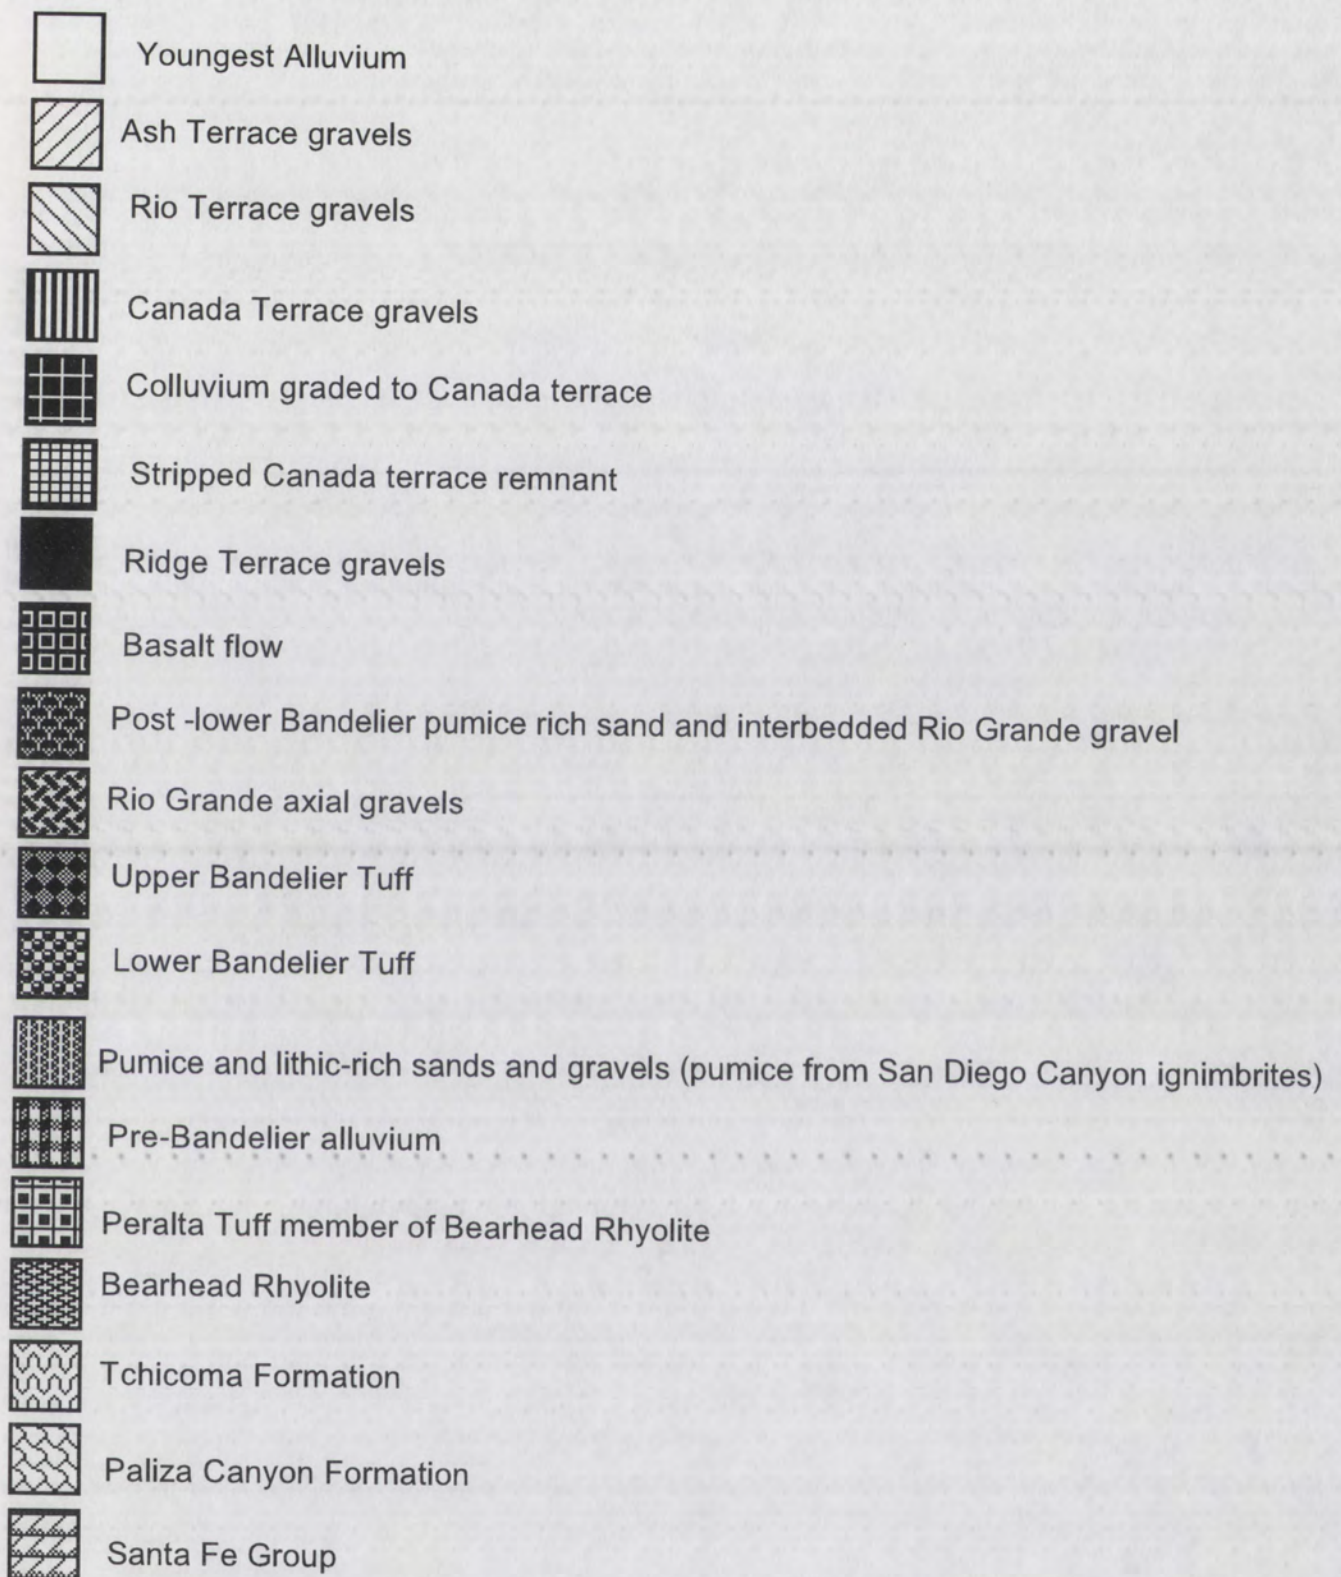 Youngest Alluvium
Ash Terrace gravels
Rio Terrace gravels
Canada Terrace gravels
Colluvium graded to Canada terrace
Stripped Canada terrace remnant
Ridge Terrace gravels
Basalt flow
Post -lower Bandelier pumice rich sand and interbedded Rio Grande gravel
Rio Grande axial gravels
Upper Bandelier Tuff
Lower Bandelier Tuff
Pumice and lithic-rich sands and gravels (pumice from San Diego Canyon ignimbrites)
Pre-Bandelier alluvium
Peralta Tuff member of Bearhead Rhyolite
Bearhead Rhyolite
Tchicoma Formation
Paliza Canyon Formation
Santa Fe Group